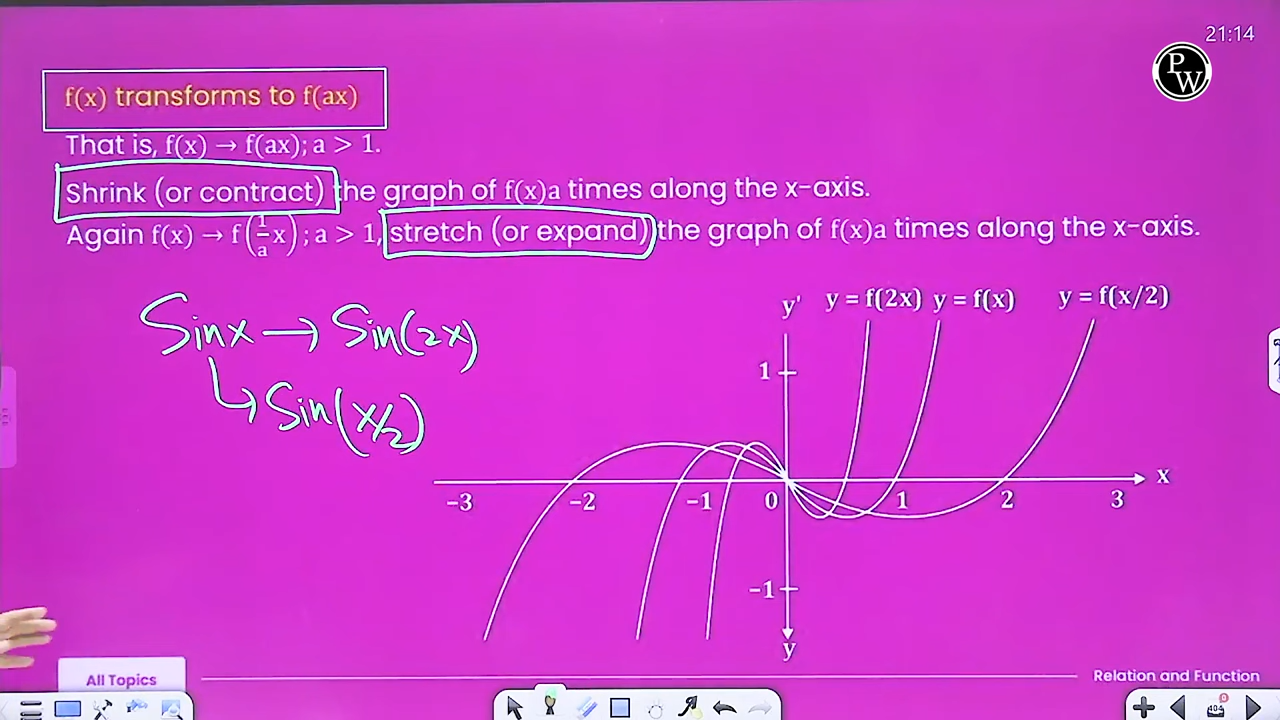 21:14
PW
f(x) transforms to f(ax)
That is, f(x) → f(ax); a > 1.
Shrink (or contract) the graph of f(x)a times along the x-axis.
Again f(x) → f(1/a x); a > 1, stretch (or expand) the graph of f(x)a times along the x-axis.
Sinx → Sin(2x)
↳ Sin(x/2)
y' y = f(2x) y = f(x) y = f(x/2)
1
x
-3 -2 -1 0 1 2 3
-1
y
All Topics
Relation and Function